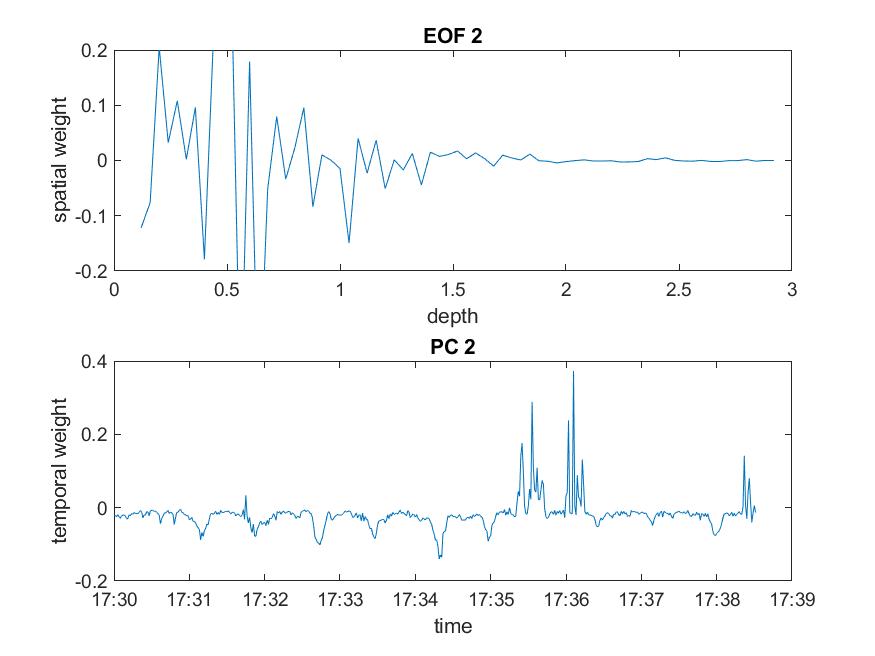 EOF 2
0.2
0.1
0
-0.1
-0.2
spatial weight
0 0.5 1 1.5 2 2.5 3
depth
PC 2
0.4
0.2
0
-0.2
temporal weight
17:30 17:31 17:32 17:33 17:34 17:35 17:36 17:37 17:38 17:39
time